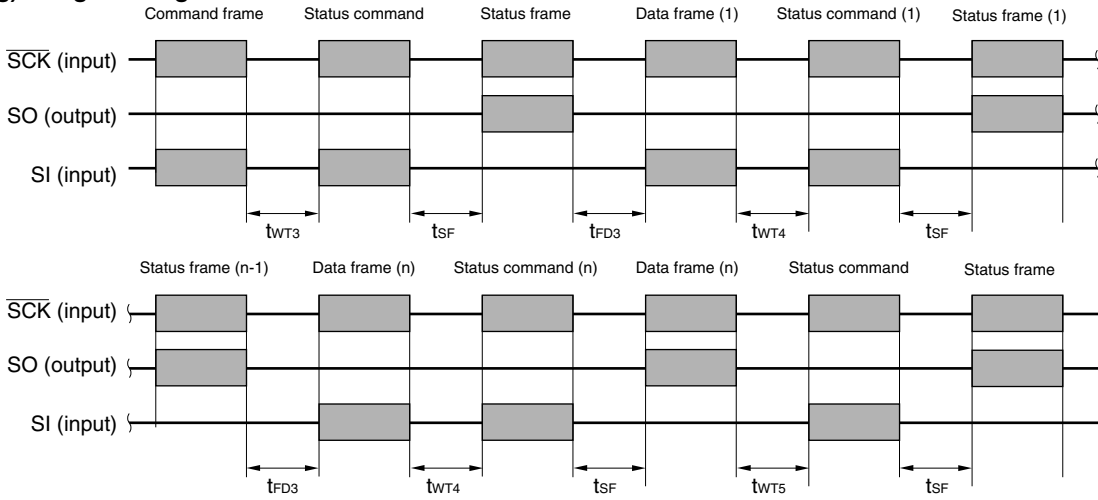 Command frame Status command Status frame Data frame (1) Status command (1) Status frame (1)
SCK (input)
SO (output)
SI (input)
tWT3 tSF tFD3 tWT4 tSF
Status frame (n-1) Data frame (n) Status command (n) Data frame (n) Status command Status frame
SCK (input)
SO (output)
SI (input)
tFD3 tWT4 tSF tWT5 tSF